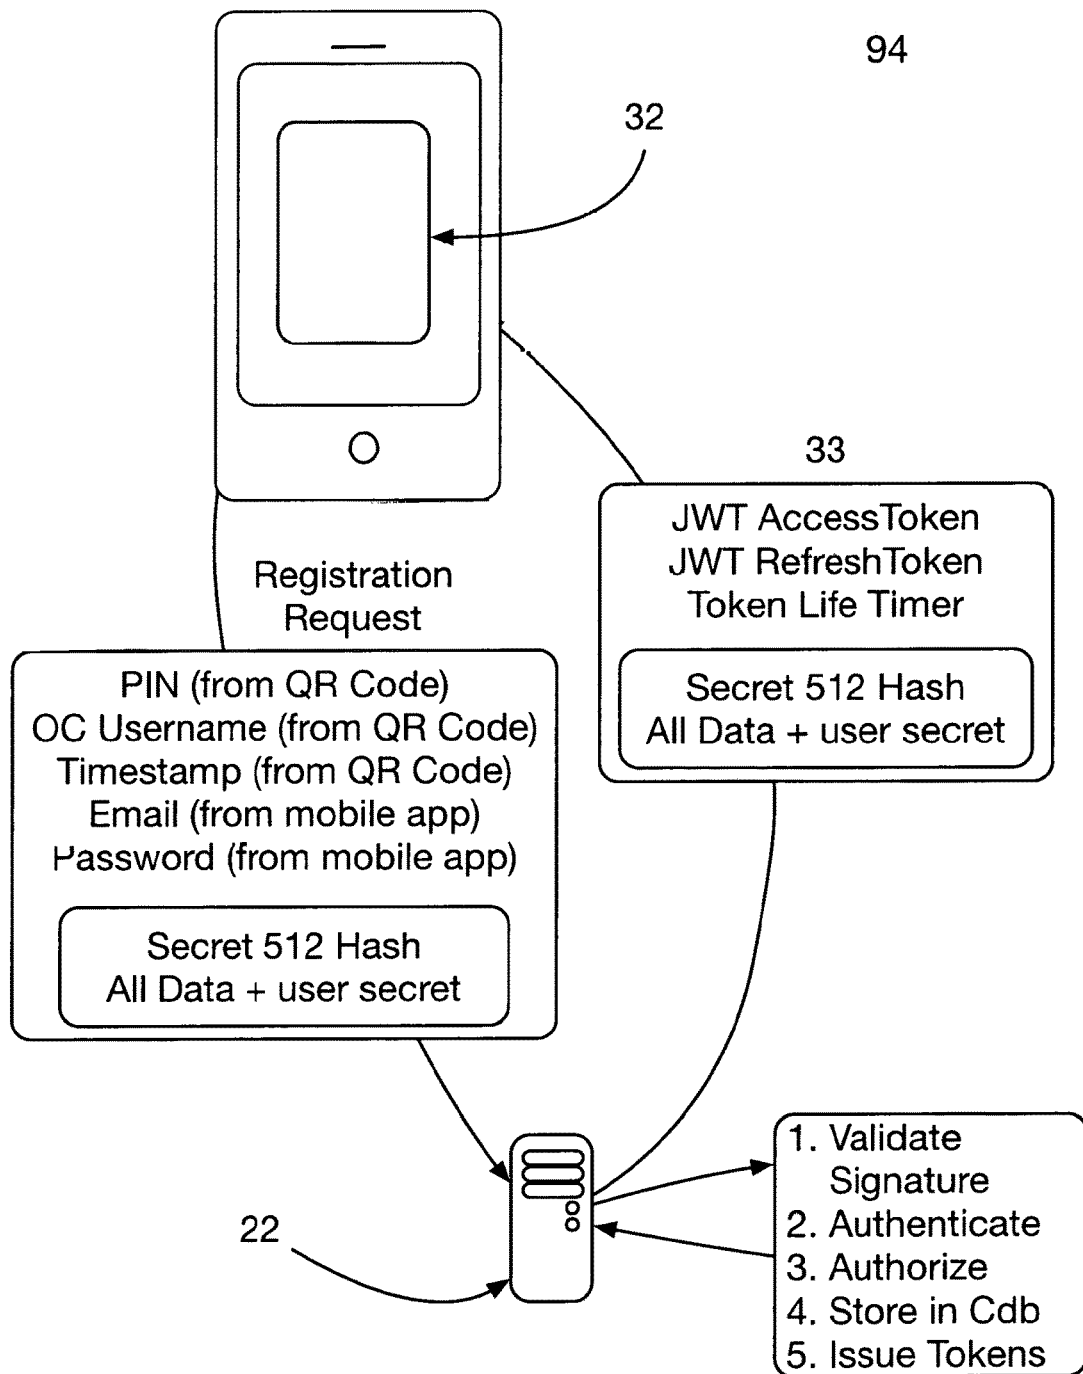 94
32
33
JWT AccessToken
JWT RefreshToken
Token Life Timer
Secret 512 Hash
All Data + user secret
Registration
Request
PIN (from QR Code)
OC Username (from QR Code)
Timestamp (from QR Code)
Email (from mobile app)
Password (from mobile app)
Secret 512 Hash
All Data + user secret
22
1. Validate
Signature
2. Authenticate
3. Authorize
4. Store in Cdb
5. Issue Tokens